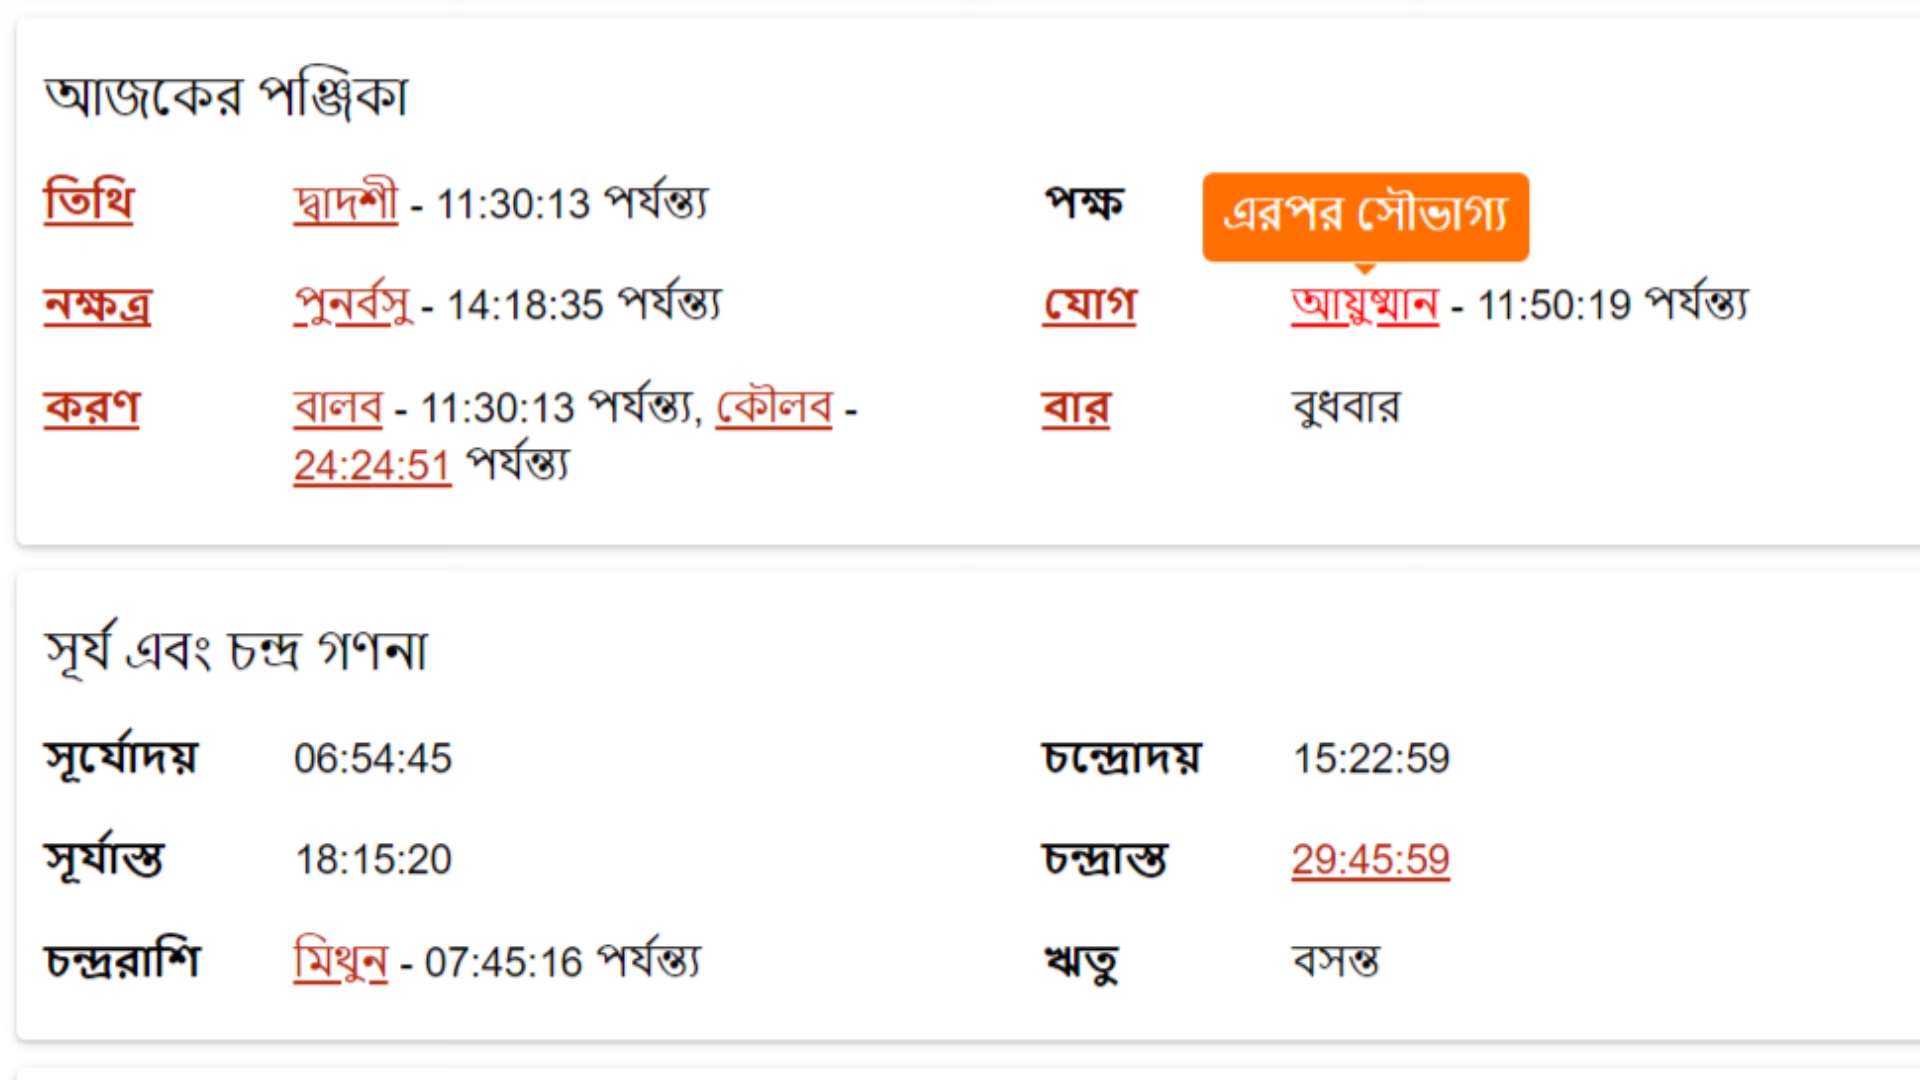 আজকের পঞ্জিকা
তিথি দ্বাদশী - 11:30:13 পর্যন্ত্য পক্ষ এরপর সৌভাগ্য
নক্ষত্র পুনর্বসু - 14:18:35 পর্যন্ত্য যোগ আয়ুষ্মান - 11:50:19 পর্যন্ত্য
করণ বালব - 11:30:13 পর্যন্ত্য, কৌলব - বার বুধবার
24:24:51 পর্যন্ত্য
সূর্য এবং চন্দ্র গণনা
সূর্যোদয় 06:54:45 চন্দ্রোদয় 15:22:59
সূর্যাস্ত 18:15:20 চন্দ্রাস্ত 29:45:59
চন্দ্ররাশি মিথুন - 07:45:16 পর্যন্ত্য ঋতু বসন্ত